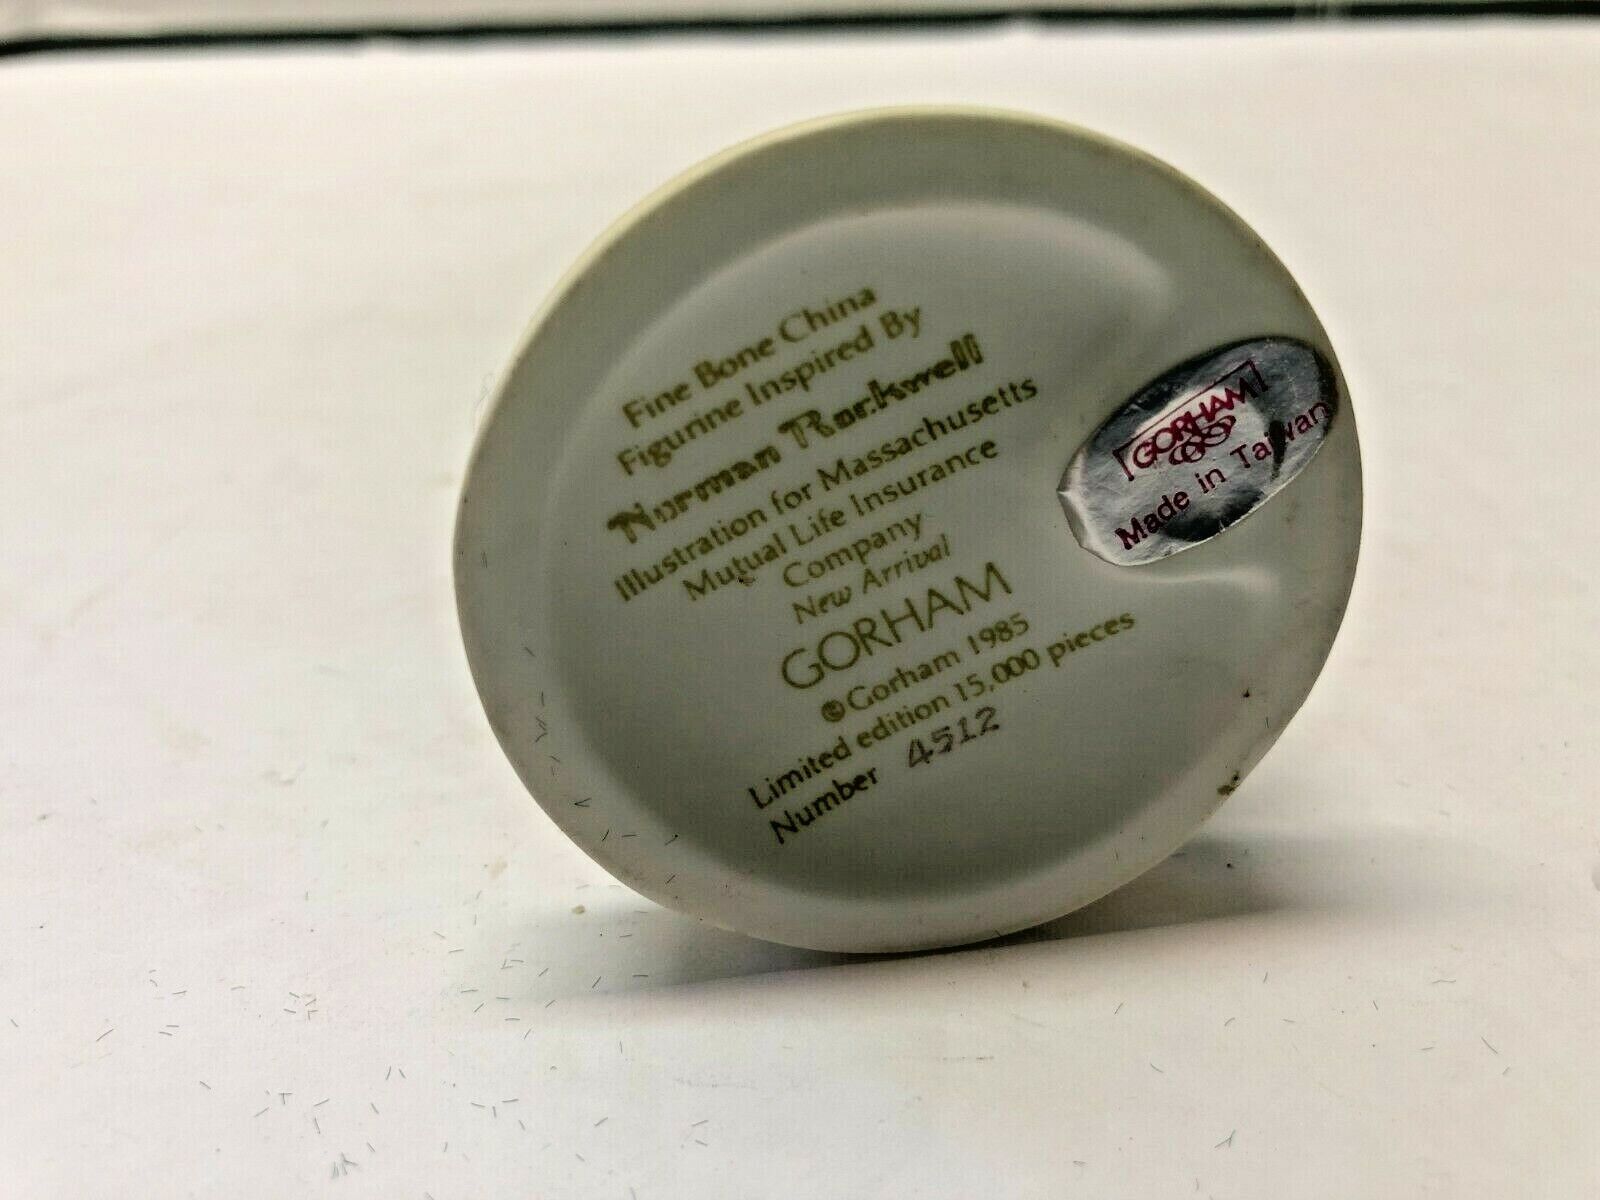 Fine Bone China
Figurine Inspired By
Norman Rockwell
Illustration for Massachusetts
Mutual Life Insurance
Company
New Arrival
GORHAM
© Gorham 1985
Limited edition 15,000 pieces
Number 4512
GORHAM
Made in Taiwan